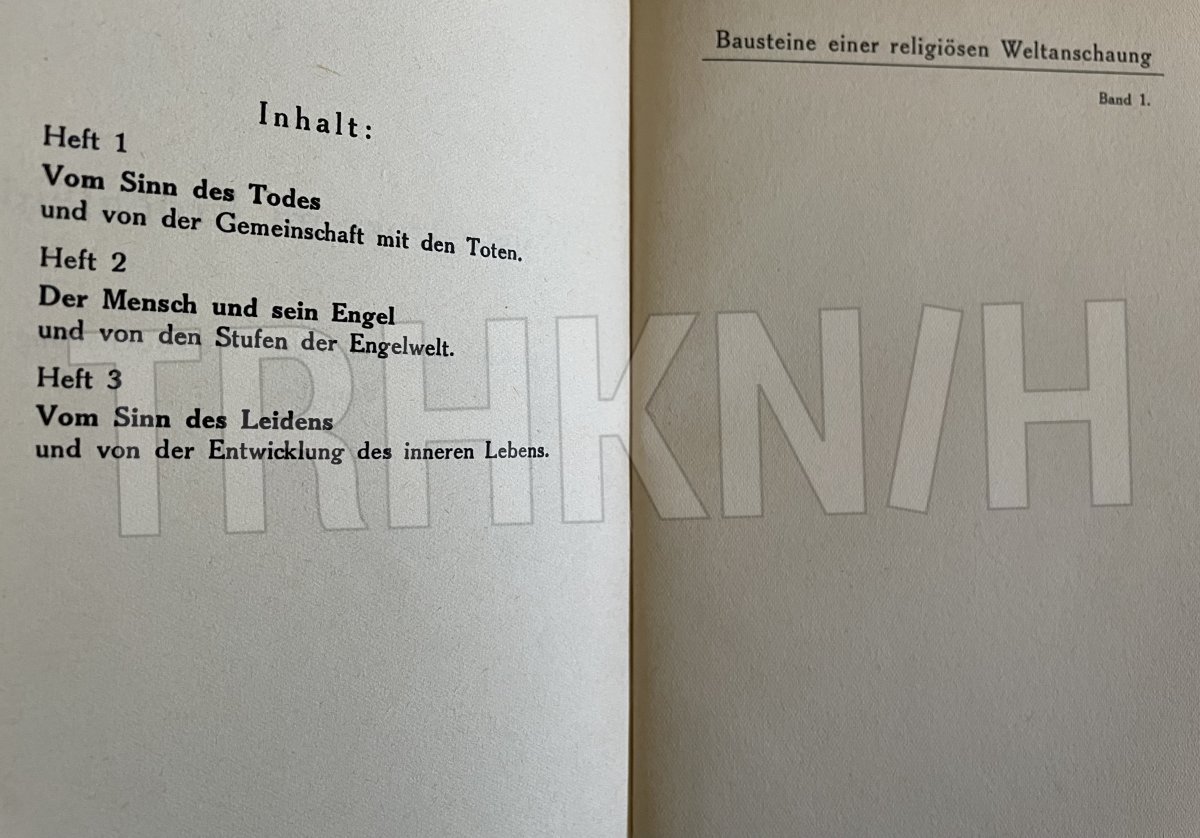 Inhalt:
Heft 1
Vom Sinn des Todes
und von der Gemeinschaft mit den Toten.
Heft 2
Der Mensch und sein Engel
und von den Stufen der Engelwelt.
Heft 3
Vom Sinn des Leidens
und von der Entwicklung des inneren Lebens.
Bausteine einer religiösen Weltanschaung
Band 1.
TRHKN/H